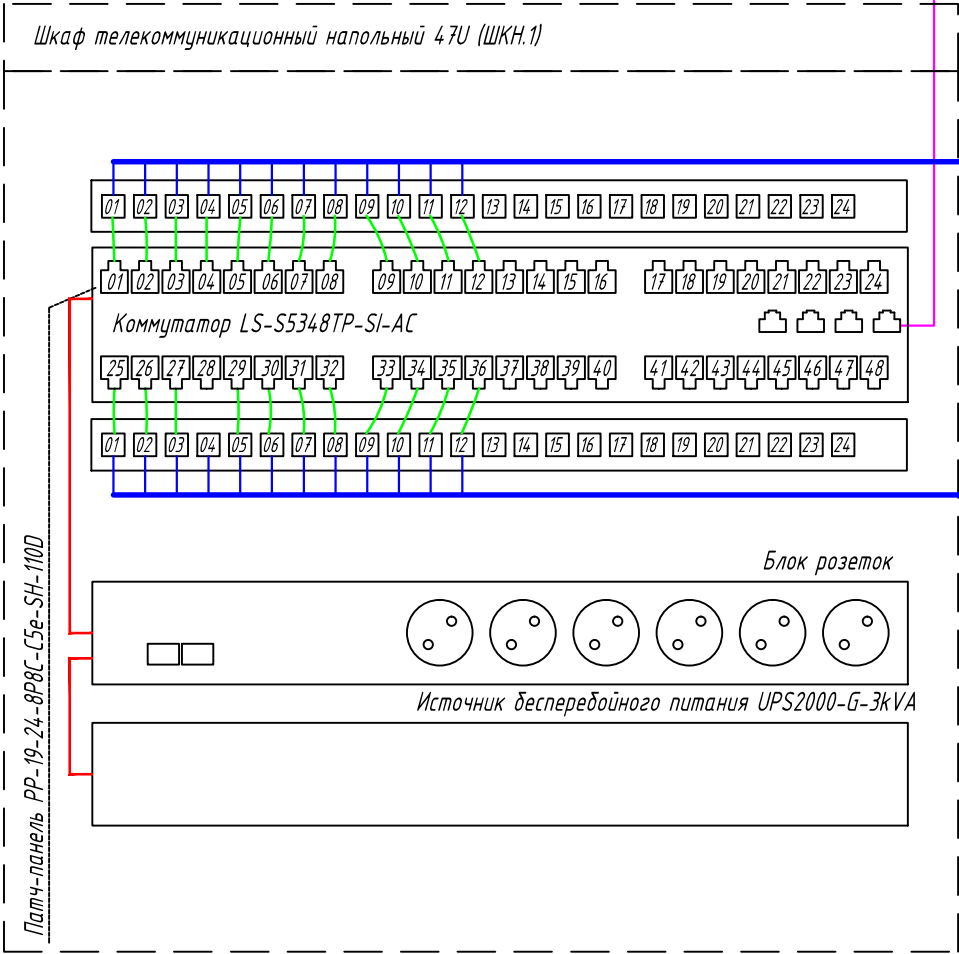 Шкаф телекоммуникационный напольный 47U (ШКН.1)
01 02 03 04 05 06 07 08 09 10 11 12 13 14 15 16 17 18 19 20 21 22 23 24
01 02 03 04 05 06 07 08 09 10 11 12 13 14 15 16 17 18 19 20 21 22 23 24
Коммутатор LS-S5348TP-SI-AC
25 26 27 28 29 30 31 32 33 34 35 36 37 38 39 40 41 42 43 44 45 46 47 48
01 02 03 04 05 06 07 08 09 10 11 12 13 14 15 16 17 18 19 20 21 22 23 24
Блок розеток
Источник бесперебойного питания UPS2000-G-3kVA
Патч-панель PP-19-24-8P8C-C5e-SH-110D